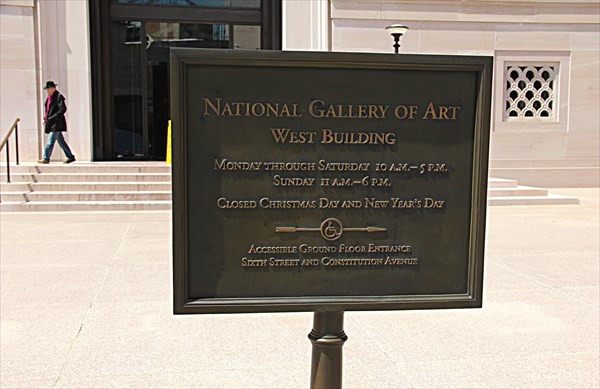 National Gallery of Art
West Building
Monday through Saturday 10 A.M.–5 P.M.
Sunday 11 A.M.–6 P.M.
Closed Christmas Day and New Year's Day
Accessible Ground Floor Entrance
Sixth Street and Constitution Avenue